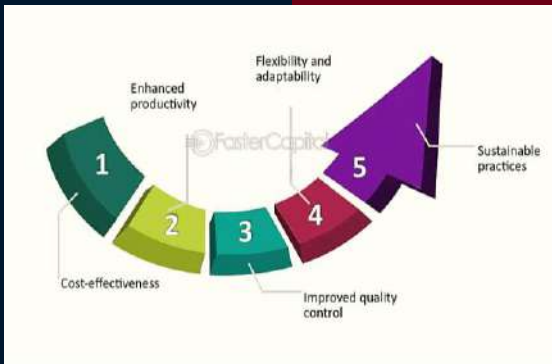 Flexibility and
adaptability
Enhanced
productivity
FasterCapital
Sustainable
practices
1
2
3
4
5
Cost-effectiveness
Improved quality
control